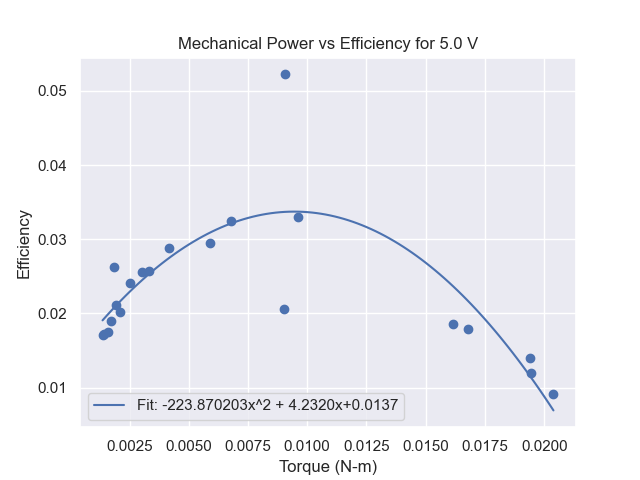 Mechanical Power vs Efficiency for 5.0 V
0.05
0.04
0.03
0.02
0.01
Efficiency
Fit: -223.870203x^2 + 4.2320x+0.0137
0.0025 0.0050 0.0075 0.0100 0.0125 0.0150 0.0175 0.0200
Torque (N-m)